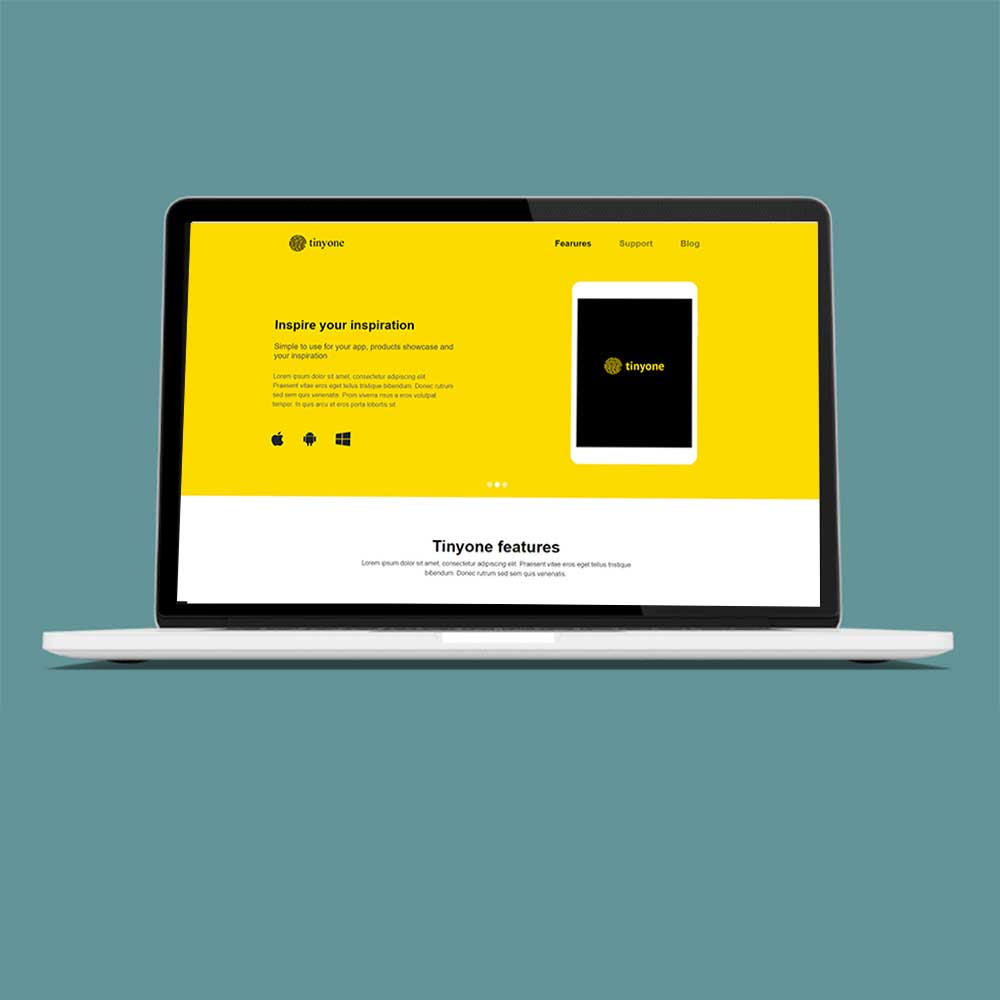 tinyone
Fearures Support Blog
Inspire your inspiration
Simple to use for your app, products showcase and
your inspiration
Lorem ipsum dolor sit amet, consectetur adipiscing elit.
Praesent vitae eros eget tellus tristique bibendum. Donec rutrum
sed sem quis venenatis. Proin viverra risus a eros volutpat
tempor. In quis arcu et eros porta lobortis sit
tinyone
Tinyone features
Lorem ipsum dolor sit amet, consectetur adipiscing elit. Praesent vitae eros eget tellus tristique
bibendum. Donec rutrum sed sem quis venenatis.